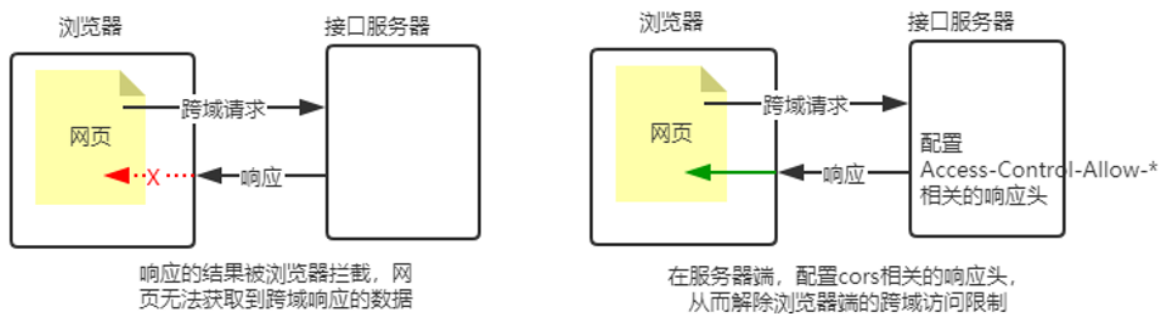 浏览器
接口服务器
网页
跨域请求
X
响应
响应的结果被浏览器拦截，网
页无法获取到跨域响应的数据
浏览器
接口服务器
网页
跨域请求
响应
配置
Access-Control-Allow-*
相关的响应头
在服务器端，配置cors相关的响应头，
从而解除浏览器端的跨域访问限制